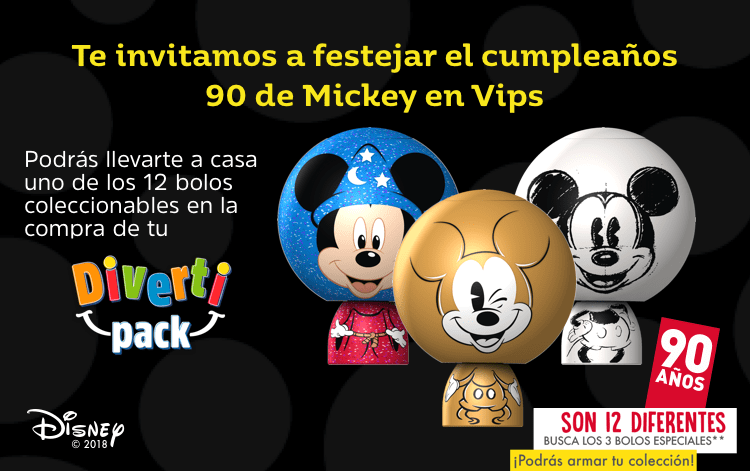 Te invitamos a festejar el cumpleaños
90 de Mickey en Vips
Podrás llevarte a casa
uno de los 12 bolos
coleccionables en la
compra de tu
Diverti
pack
90
AÑOS
SON 12 DIFERENTES
BUSCA LOS 3 BOLOS ESPECIALES**
¡Podrás armar tu colección!
Disney
© 2018